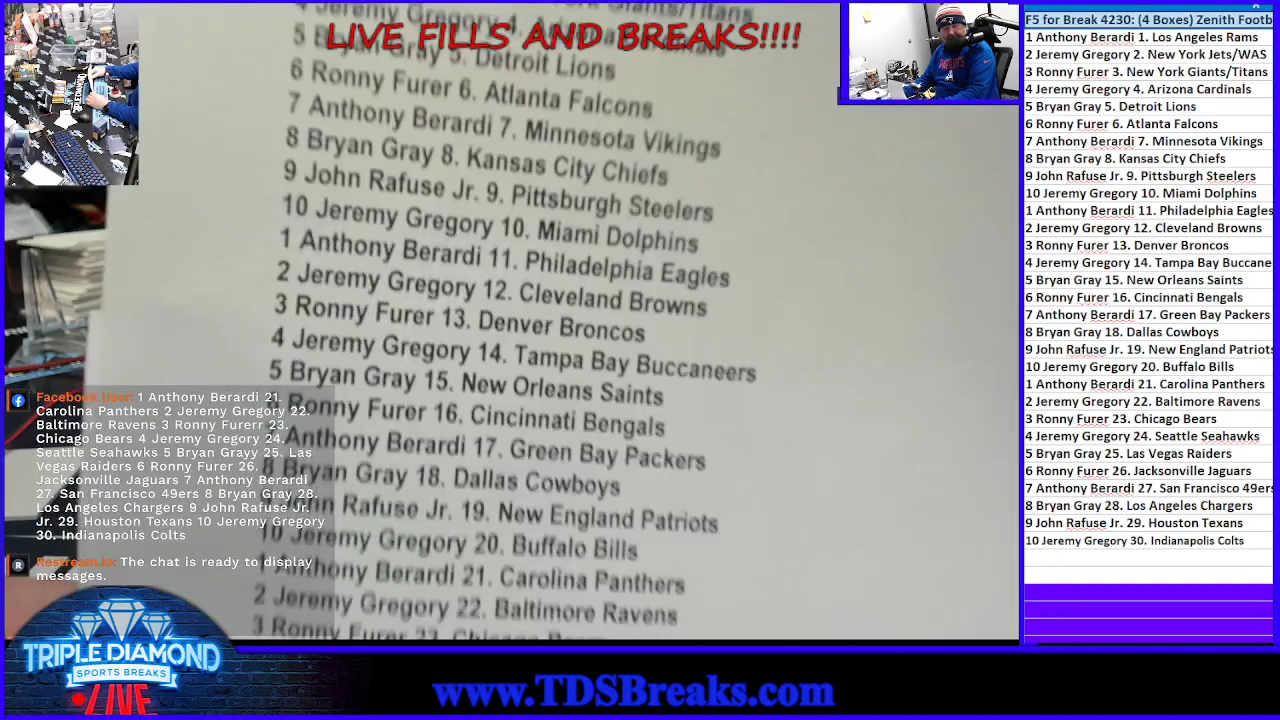 4 Jeremy Gregory 4.
LIVE FILLS AND BREAKS!!!!
5 Bryan Gray 5. Detroit Lions
6 Ronny Furer 6. Atlanta Falcons
7 Anthony Berardi 7. Minnesota Vikings
8 Bryan Gray 8. Kansas City Chiefs
9 John Rafuse Jr. 9. Pittsburgh Steelers
10 Jeremy Gregory 10. Miami Dolphins
1 Anthony Berardi 11. Philadelphia Eagles
2 Jeremy Gregory 12. Cleveland Browns
3 Ronny Furer 13. Denver Broncos
4 Jeremy Gregory 14. Tampa Bay Buccaneers
5 Bryan Gray 15. New Orleans Saints
Ronny Furer 16. Cincinnati Bengals
Anthony Berardi 17. Green Bay Packers
8 Bryan Gray 18. Dallas Cowboys
John Rafuse Jr. 19. New England Patriots
10 Jeremy Gregory 20. Buffalo Bills
1 Anthony Berardi 21. Carolina Panthers
2 Jeremy Gregory 22. Baltimore Ravens
3 Ronny Furer 23.
Facebook User: 1 Anthony Berardi 21.
Carolina Panthers 2 Jeremy Gregory 22.
Baltimore Ravens 3 Ronny Furerr 23.
Chicago Bears 4 Jeremy Gregory 24.
Seattle Seahawks 5 Bryan Grayy 25. Las
Vegas Raiders 6 Ronny Furer 26.
Jacksonville Jaguars 7 Anthony Berardi
27. San Francisco 49ers 8 Bryan Gray 28.
Los Angeles Chargers 9 John Rafuse Jr.
Jr. 29. Houston Texans 10 Jeremy Gregory
30. Indianapolis Colts
R
Restream.io: The chat is ready to display
messages.
TRIPLE DIAMOND
SPORTS BREAKS
LIVE
www.TDSBreaks.com
F5 for Break 4230: (4 Boxes) Zenith Footb
1 Anthony Berardi 1. Los Angeles Rams
2 Jeremy Gregory 2. New York Jets/WAS
3 Ronny Furer 3. New York Giants/Titans
4 Jeremy Gregory 4. Arizona Cardinals
5 Bryan Gray 5. Detroit Lions
6 Ronny Furer 6. Atlanta Falcons
7 Anthony Berardi 7. Minnesota Vikings
8 Bryan Gray 8. Kansas City Chiefs
9 John Rafuse Jr. 9. Pittsburgh Steelers
10 Jeremy Gregory 10. Miami Dolphins
1 Anthony Berardi 11. Philadelphia Eagles
2 Jeremy Gregory 12. Cleveland Browns
3 Ronny Furer 13. Denver Broncos
4 Jeremy Gregory 14. Tampa Bay Buccane
5 Bryan Gray 15. New Orleans Saints
6 Ronny Furer 16. Cincinnati Bengals
7 Anthony Berardi 17. Green Bay Packers
8 Bryan Gray 18. Dallas Cowboys
9 John Rafuse Jr. 19. New England Patriots
10 Jeremy Gregory 20. Buffalo Bills
1 Anthony Berardi 21. Carolina Panthers
2 Jeremy Gregory 22. Baltimore Ravens
3 Ronny Furer 23. Chicago Bears
4 Jeremy Gregory 24. Seattle Seahawks
5 Bryan Gray 25. Las Vegas Raiders
6 Ronny Furer 26. Jacksonville Jaguars
7 Anthony Berardi 27. San Francisco 49ers
8 Bryan Gray 28. Los Angeles Chargers
9 John Rafuse Jr. 29. Houston Texans
10 Jeremy Gregory 30. Indianapolis Colts